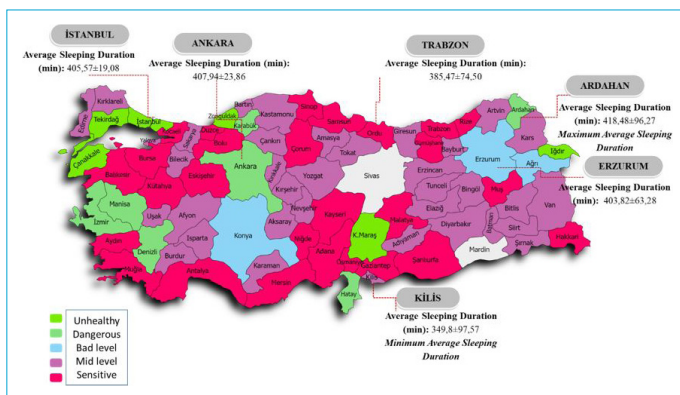 İSTANBUL
Average Sleeping Duration
(min): 405,57±19,08
ANKARA
Average Sleeping Duration (min):
407,94±23,86
TRABZON
Average Sleeping Duration (min):
385,47±74,50
ARDAHAN
Average Sleeping Duration
(min): 418,48±96,27
Maximum Average Sleeping
Duration
ERZURUM
Average Sleeping Duration (min):
403,82±63,28
KİLİS
Average Sleeping Duration
(min): 349,8±97,57
Minimum Average Sleeping
Duration
Kırklareli
Edirne
Tekirdağ
İstanbul
Çanakkale
Yalova
Sakarya
Düzce
Zonguldak
Bartın
Karabük
Kastamonu
Sinop
Samsun
Ordu
Giresun
Trabzon
Rize
Artvin
Ardahan
Kars
Iğdır
Ağrı
Erzurum
Bayburt
Gümüşhane
Bolu
Çankırı
Çorum
Amasya
Tokat
Sivas
Erzincan
Tunceli
Bingöl
Muş
Bitlis
Van
Balıkesir
Bursa
Bilecik
Eskişehir
Ankara
Kırıkkale
Yozgat
Kırşehir
Nevşehir
Kayseri
Malatya
Elazığ
Diyarbakır
Batman
Siirt
Şırnak
Hakkari
Kütahya
Manisa
İzmir
Uşak
Afyon
Konya
Aksaray
Niğde
K.Maraş
Adıyaman
Şanlıurfa
Mardin
Aydın
Denizli
Burdur
Isparta
Muğla
Antalya
Karaman
Mersin
Adana
Osmaniye
Gaziantep
Kilis
Hatay
Unhealthy
Dangerous
Bad level
Mid level
Sensitive